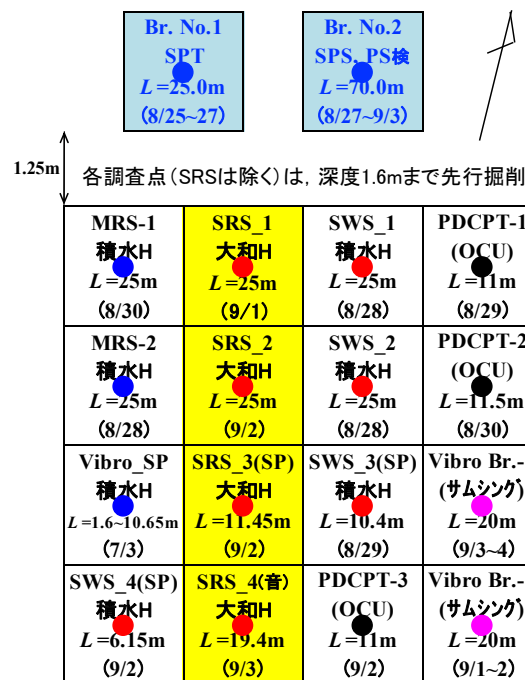 Br. No.1
SPT
L=25.0m
(8/25~27)
Br. No.2
SPS, PS検
L=70.0m
(8/27~9/3)
1.25m
各調査点(SRSは除く)は，深度1.6mまで先行掘削
MRS-1
積水H
L=25m
(8/30)
SRS_1
大和H
L=25m
(9/1)
SWS_1
積水H
L=25m
(8/28)
PDCPT-1
(OCU)
L=11m
(8/29)
MRS-2
積水H
L=25m
(8/28)
SRS_2
大和H
L=25m
(9/2)
SWS_2
積水H
L=25m
(8/28)
PDCPT-2
(OCU)
L=11.5m
(8/30)
Vibro_SP
積水H
L=1.6~10.65m
(7/3)
SRS_3(SP)
大和H
L=11.45m
(9/2)
SWS_3(SP)
積水H
L=10.4m
(8/29)
Vibro Br.-
(サムシング)
L=20m
(9/3~4)
SWS_4(SP)
積水H
L=6.15m
(9/2)
SRS_4(音)
大和H
L=19.4m
(9/3)
PDCPT-3
(OCU)
L=11m
(9/2)
Vibro Br.-
(サムシング)
L=20m
(9/1~2)